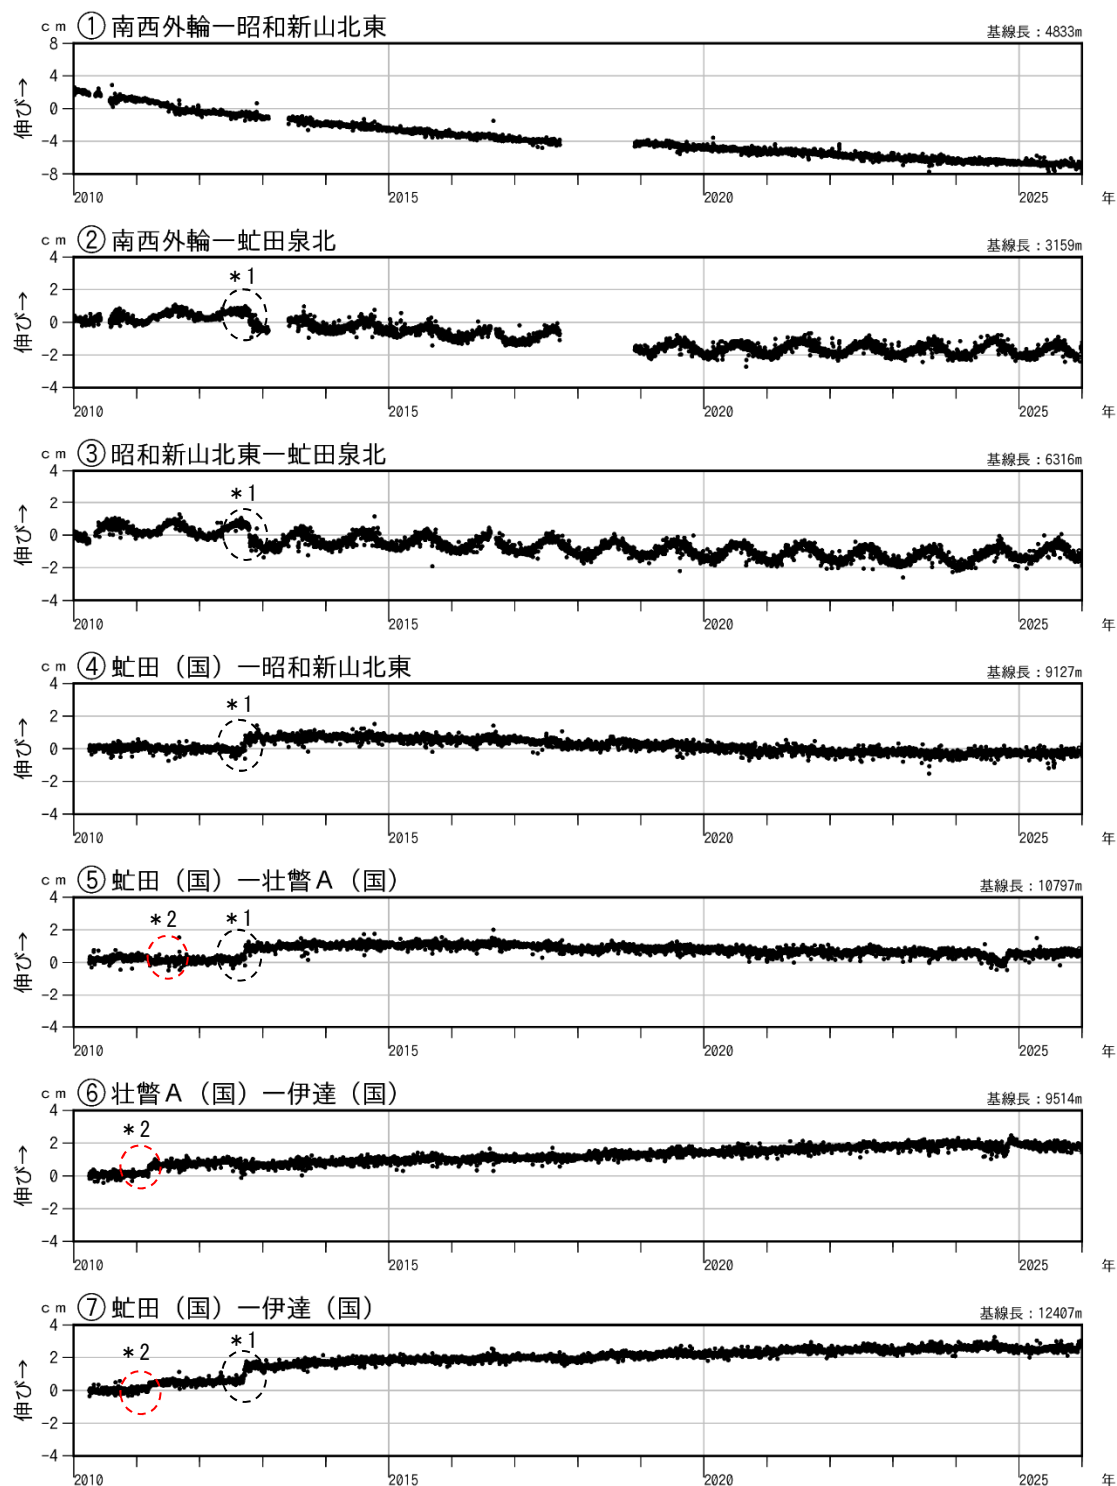 cm ① 南西外輪ー昭和新山北東 基線長：4833m
8
4
0
-4
-8
伸び→
2010 2015 2020 2025 年
cm ② 南西外輪ー虻田泉北 基線長：3159m
＊1
4
2
0
-2
-4
伸び→
2010 2015 2020 2025 年
cm ③ 昭和新山北東ー虻田泉北 基線長：6316m
＊1
4
2
0
-2
-4
伸び→
2010 2015 2020 2025 年
cm ④ 虻田（国）ー昭和新山北東 基線長：9127m
＊1
4
2
0
-2
-4
伸び→
2010 2015 2020 2025 年
cm ⑤ 虻田（国）ー壮瞥Ａ（国） 基線長：10797m
＊2 ＊1
4
2
0
-2
-4
伸び→
2010 2015 2020 2025 年
cm ⑥ 壮瞥Ａ（国）ー伊達（国） 基線長：9514m
＊2
4
2
0
-2
-4
伸び→
2010 2015 2020 2025 年
cm ⑦ 虻田（国）ー伊達（国） 基線長：12407m
＊2 ＊1
4
2
0
-2
-4
伸び→
2010 2015 2020 2025 年